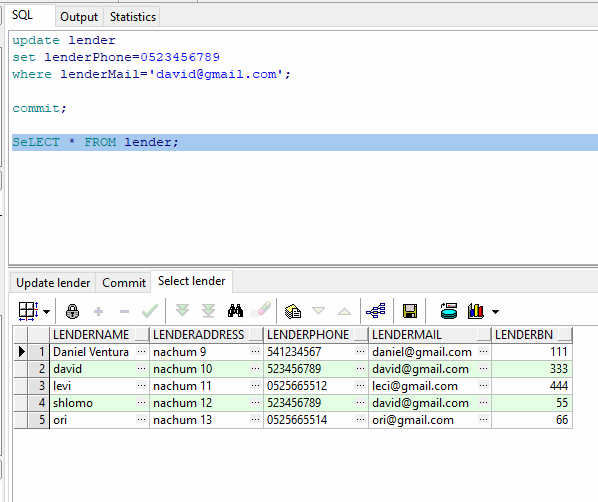 SQL Output Statistics
update lender
set lenderPhone=0523456789
where lenderMail='david@gmail.com';
commit;
SeLECT * FROM lender;
Update lender Commit Select lender
LENDERNAME LENDERADDRESS LENDERPHONE LENDERMAIL LENDERBN
1 Daniel Ventura ... nachum 9 ... 541234567 ... daniel@gmail.com ... 111
2 david ... nachum 10 ... 523456789 ... david@gmail.com ... 333
3 levi ... nachum 11 ... 0525665512 ... leci@gmail.com ... 444
4 shlomo ... nachum 12 ... 523456789 ... david@gmail.com ... 55
5 ori ... nachum 13 ... 0525665514 ... ori@gmail.com ... 66